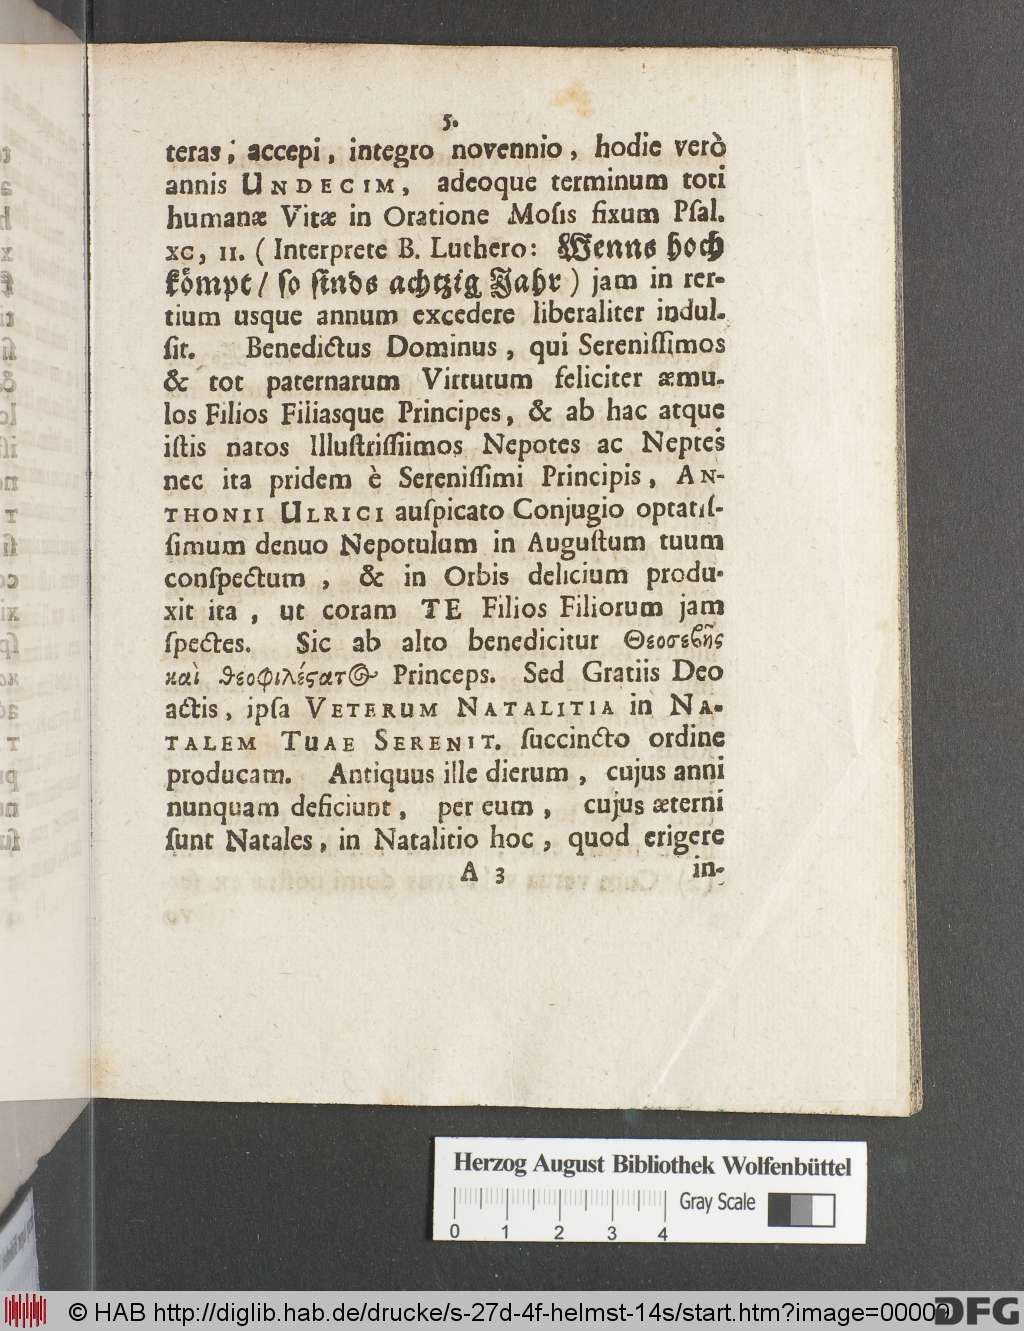 5.
teras; accepi, integro novennio, hodie verò
annis UNDECIM, adeoque terminum toti
humanæ Vitæ in Oratione Moſis fixum Pſal.
XC, 11. (Interprete B. Luthero: Wenns hoch
koͤmpt / ſo ſinds achtzig Jahr) jam in ter-
tium usque annum excedere liberaliter indul-
ſit. Benedictus Dominus, qui Sereniſſimos
& tot paternarum Virtutum feliciter æmu-
los Filios Filiasque Principes, & ab hac atque
iſtis natos Illuſtriſſiimos Nepotes ac Neptes
nec ita pridem è Sereniſſimi Principis, AN-
THONII ULRICI auſpicato Conjugio optatiſ-
ſimum denuo Nepotulum in Auguſtum tuum
conſpectum, & in Orbis delicium produ-
xit ita, ut coram TE Filios Filiorum jam
ſpectes. Sic ab alto benedicitur Θεοσεβὴς
καὶ θεοφιλέςατ⊙ Princeps. Sed Gratiis Deo
actis, ipſa VETERUM NATALITIA in NA-
TALEM TUAE SERENIT. ſuccincto ordine
producam. Antiquus ille dierum, cujus anni
nunquam deficiunt, per eum, cujus æterni
ſunt Natales, in Natalitio hoc, quod erigere
A 3 in-
Herzog August Bibliothek Wolfenbüttel
Gray Scale
0 1 2 3 4
© HAB http://diglib.hab.de/drucke/s-27d-4f-helmst-14s/start.htm?image=00009
DFG